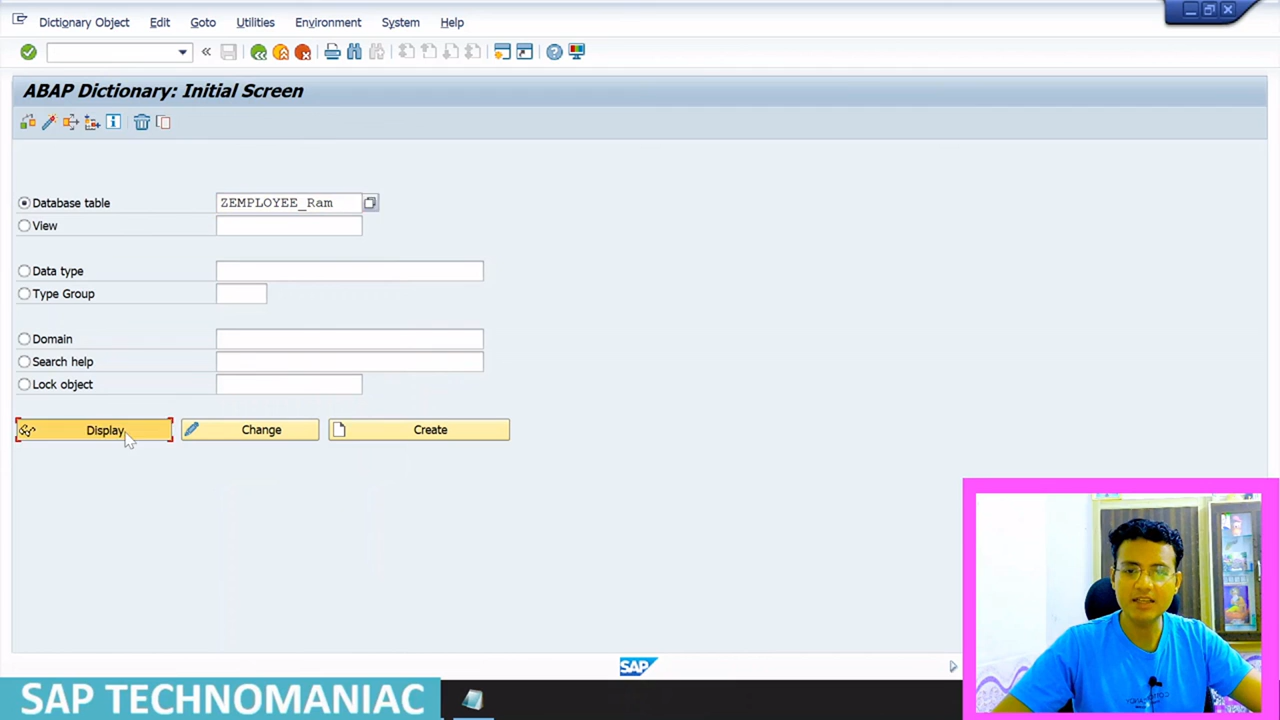 Dictionary Object Edit Goto Utilities Environment System Help
ABAP Dictionary: Initial Screen
Database table ZEMPLOYEE_Ram
View
Data type
Type Group
Domain
Search help
Lock object
Display Change Create
SAP
SAP TECHNOMANIAC